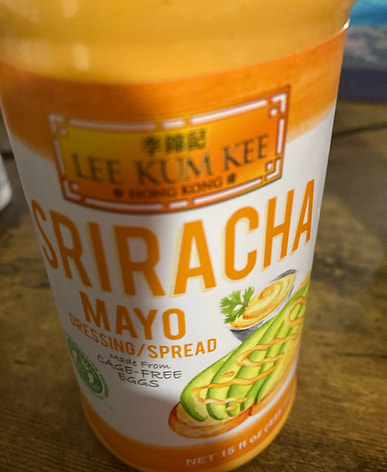 李錦記
LEE KUM KEE
HONG KONG
SRIRACHA
MAYO
DRESSING/SPREAD
Made From
CAGE-FREE
EGGS
NET 15 fl oz